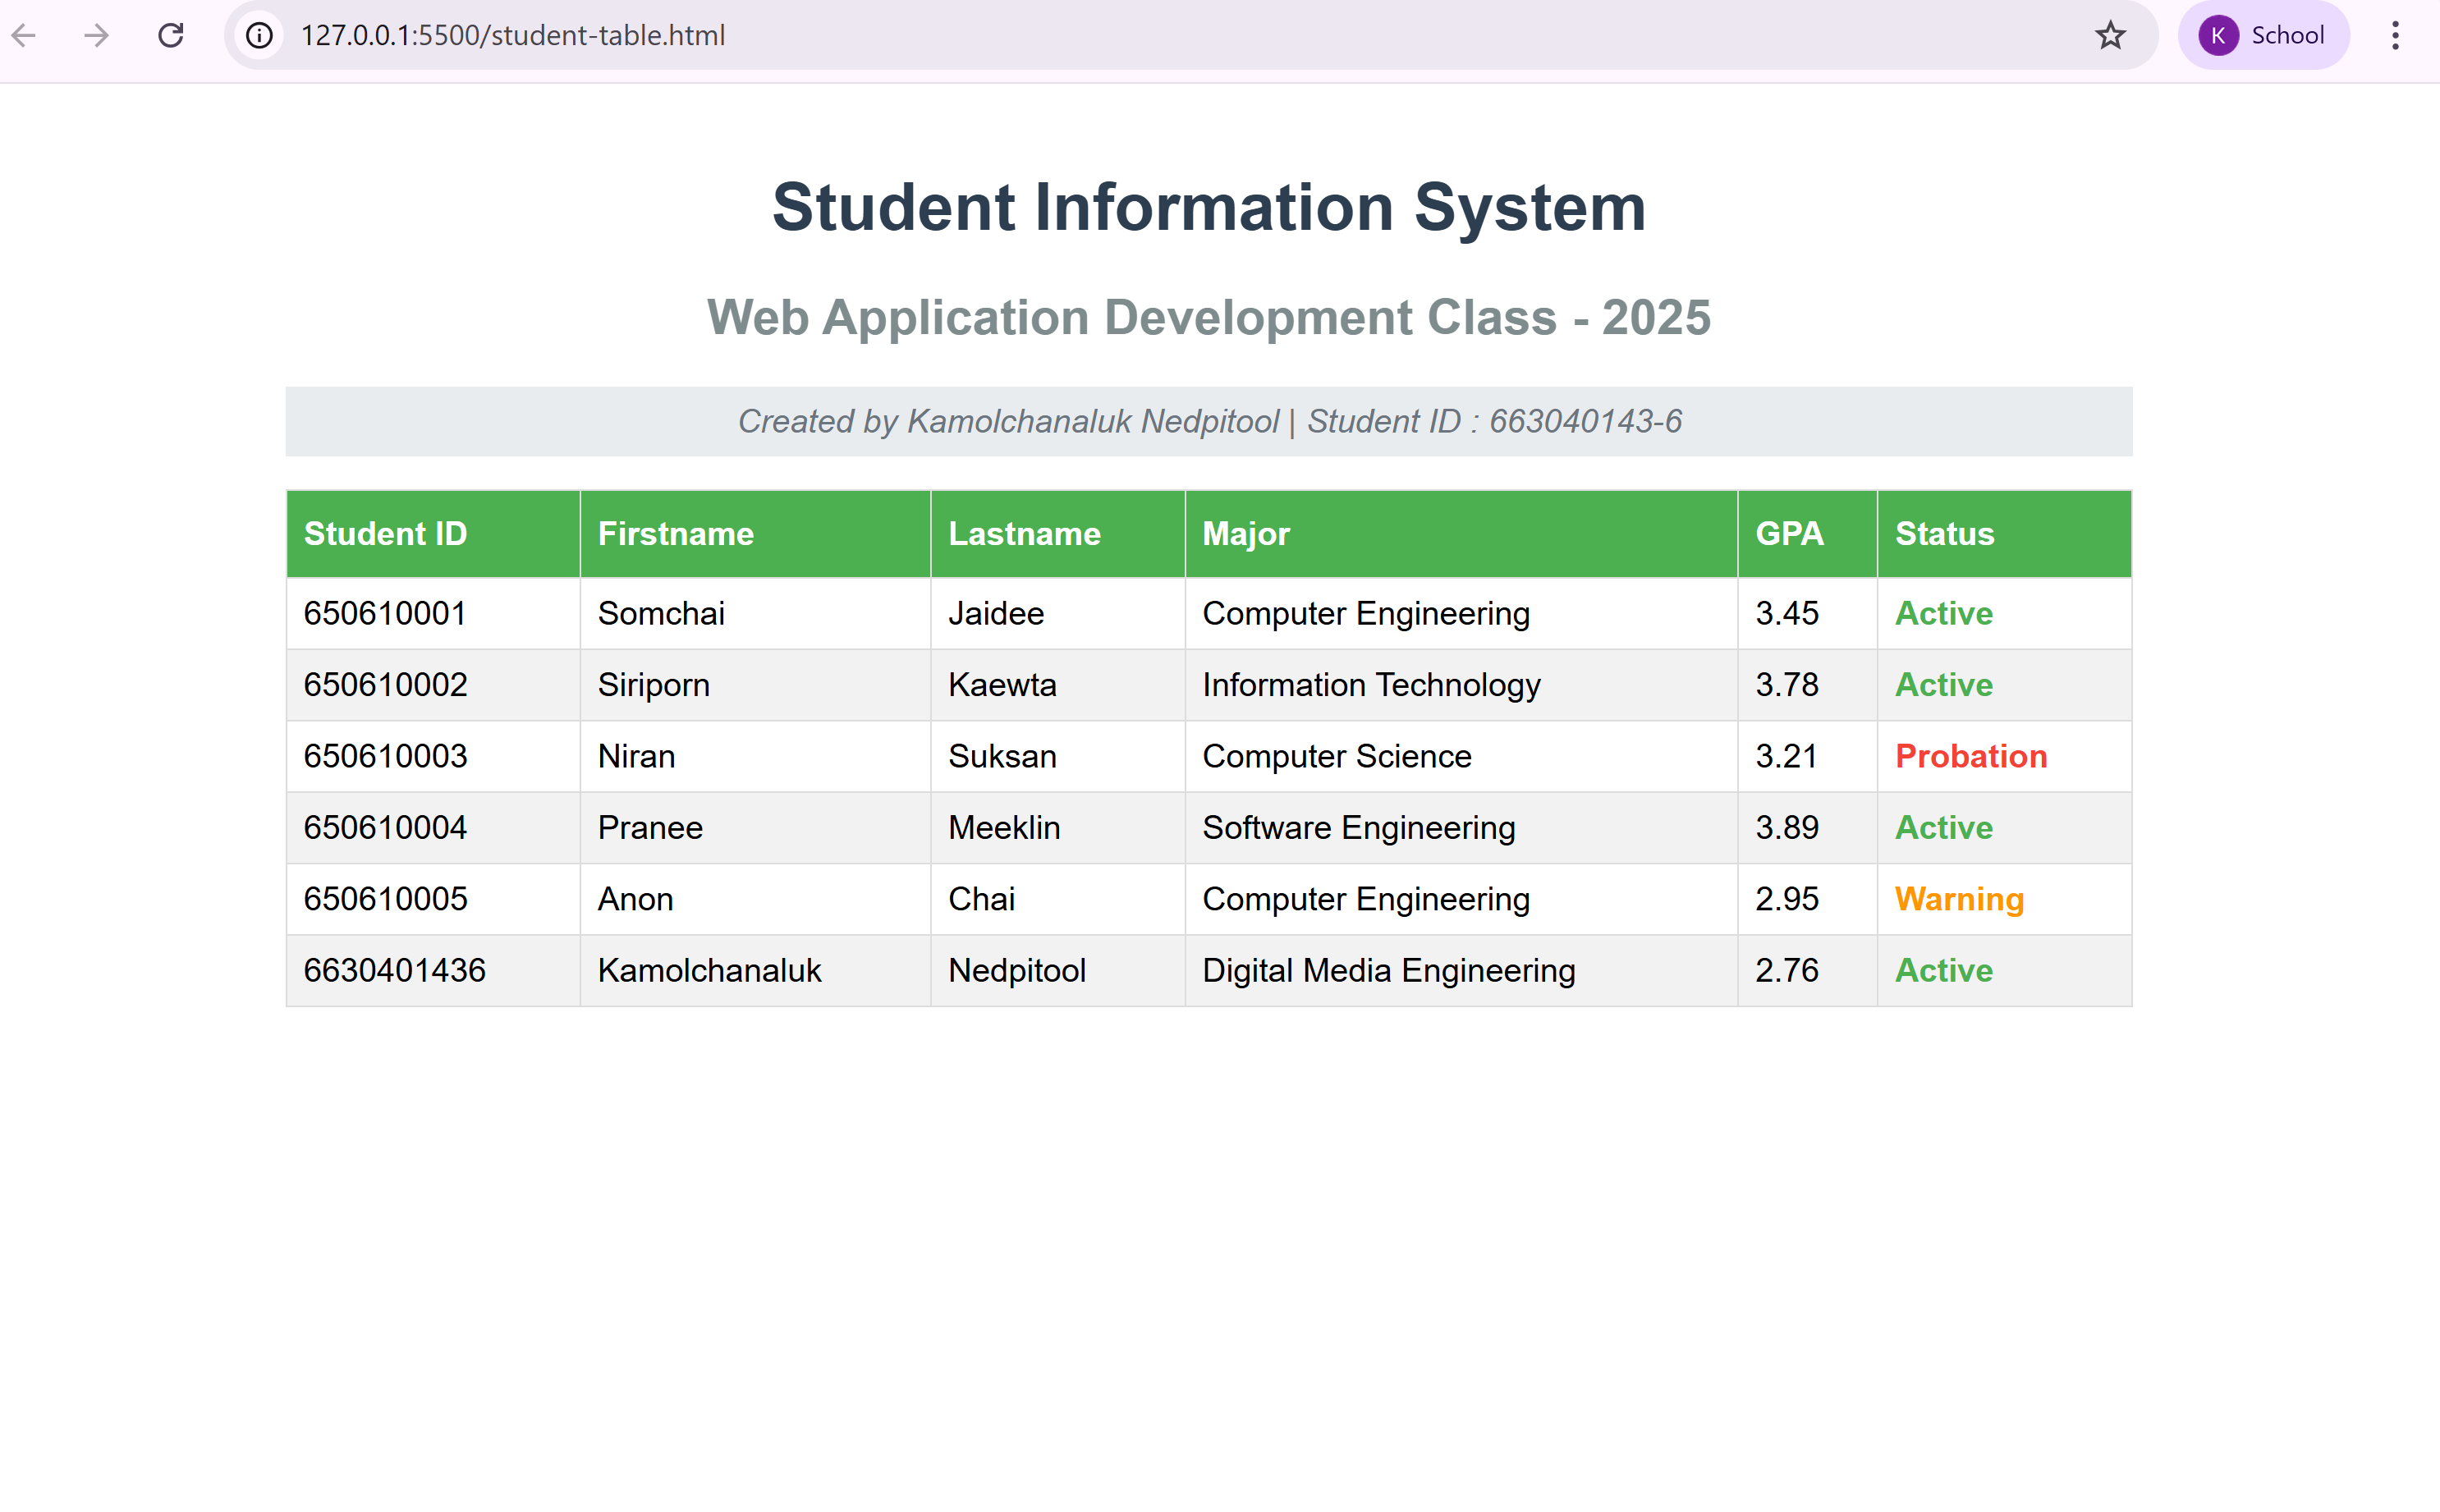 127.0.0.1:5500/student-table.html K School
Student Information System
Web Application Development Class - 2025
Created by Kamolchanaluk Nedpitool | Student ID : 663040143-6
Student ID Firstname Lastname Major GPA Status
650610001 Somchai Jaidee Computer Engineering 3.45 Active
650610002 Siriporn Kaewta Information Technology 3.78 Active
650610003 Niran Suksan Computer Science 3.21 Probation
650610004 Pranee Meeklin Software Engineering 3.89 Active
650610005 Anon Chai Computer Engineering 2.95 Warning
6630401436 Kamolchanaluk Nedpitool Digital Media Engineering 2.76 Active